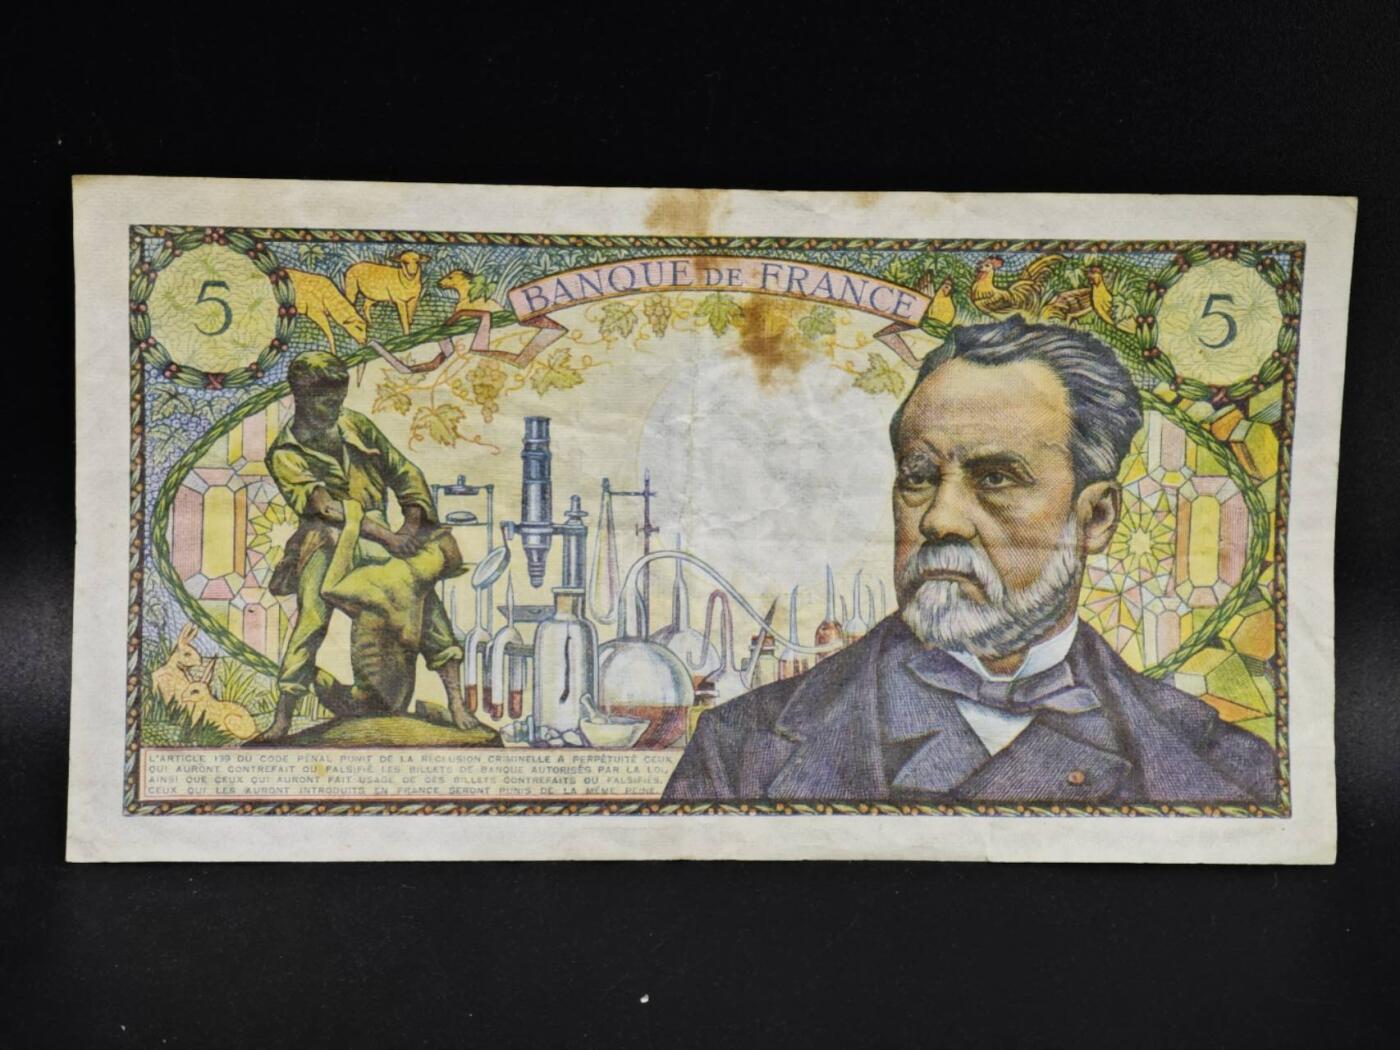 BANQUE DE FRANCE
5
5
L'ARTICLE 139 DU CODE PÉNAL PUNIT DE LA RÉCLUSION CRIMINELLE À PERPÉTUITÉ CEUX
QUI AURONT CONTREFAIT OU FALSIFIÉ LES BILLETS DE BANQUE AUTORISÉS PAR LA LOI,
AINSI QUE CEUX QUI AURONT FAIT USAGE DE CES BILLETS CONTREFAITS OU FALSIFIÉS.
CEUX QUI LES AURONT INTRODUITS EN FRANCE SERONT PUNIS DE LA MÊME PEINE.